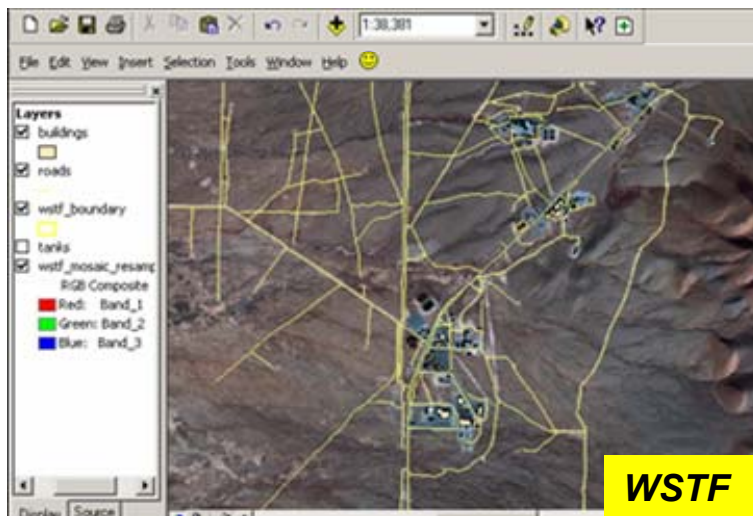 1:38,381
File Edit View Insert Selection Tools Window Help
Layers
buildings
roads
wstf_boundary
tanks
wstf_mosaic_resamp
RGB Composite
Red: Band_1
Green: Band_2
Blue: Band_3
Display Source
WSTF